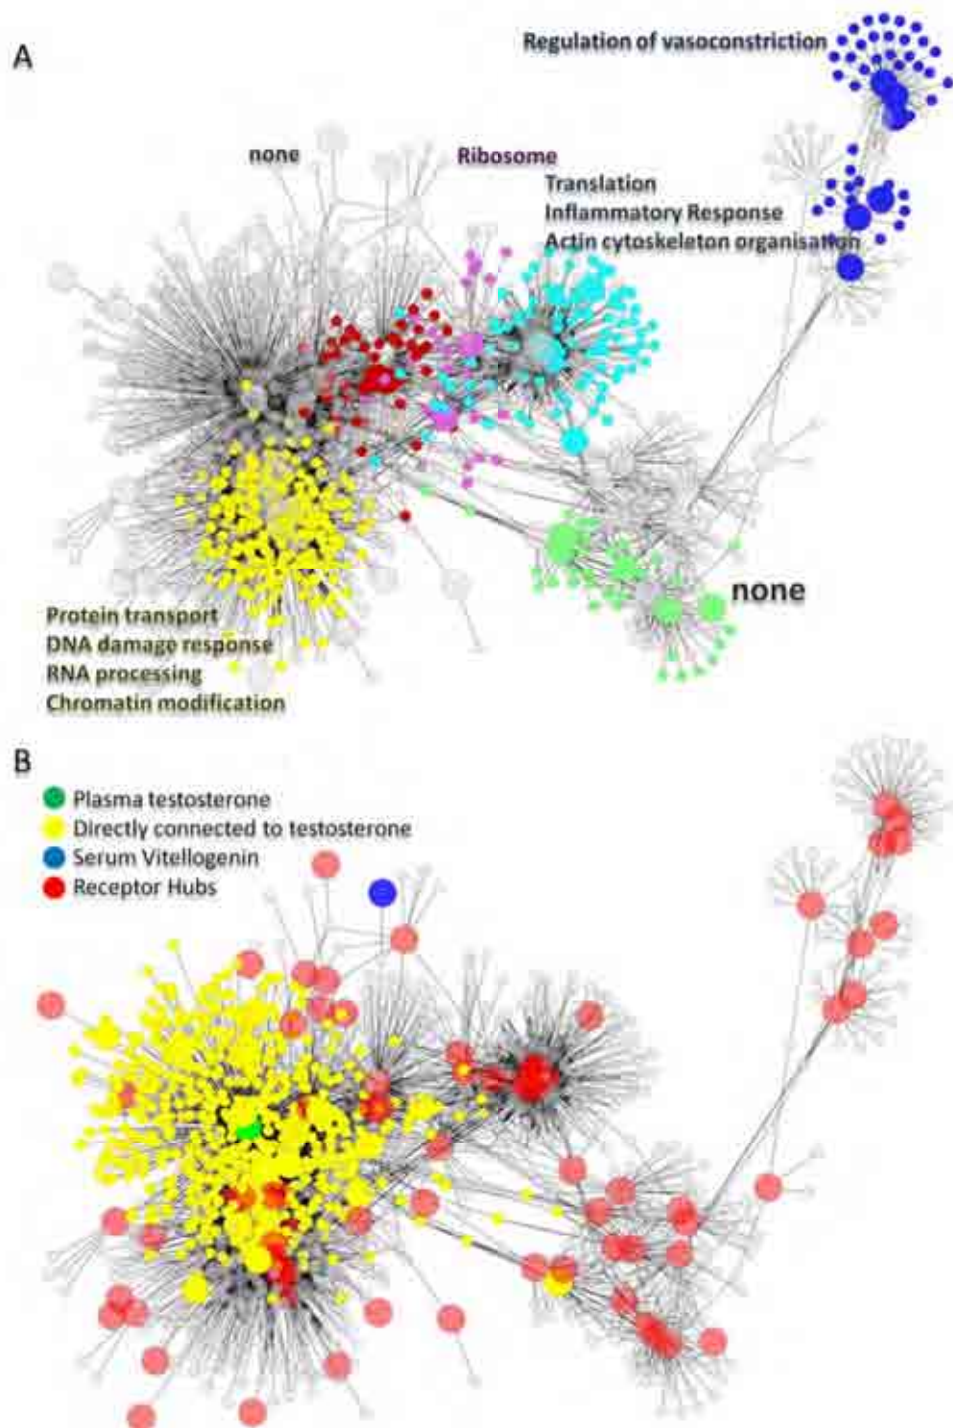 A
Regulation of vasoconstriction
none
Ribosome
Translation
Inflammatory Response
Actin cytoskeleton organisation
none
Protein transport
DNA damage response
RNA processing
Chromatin modification
B
Plasma testosterone
Directly connected to testosterone
Serum Vitellogenin
Receptor Hubs